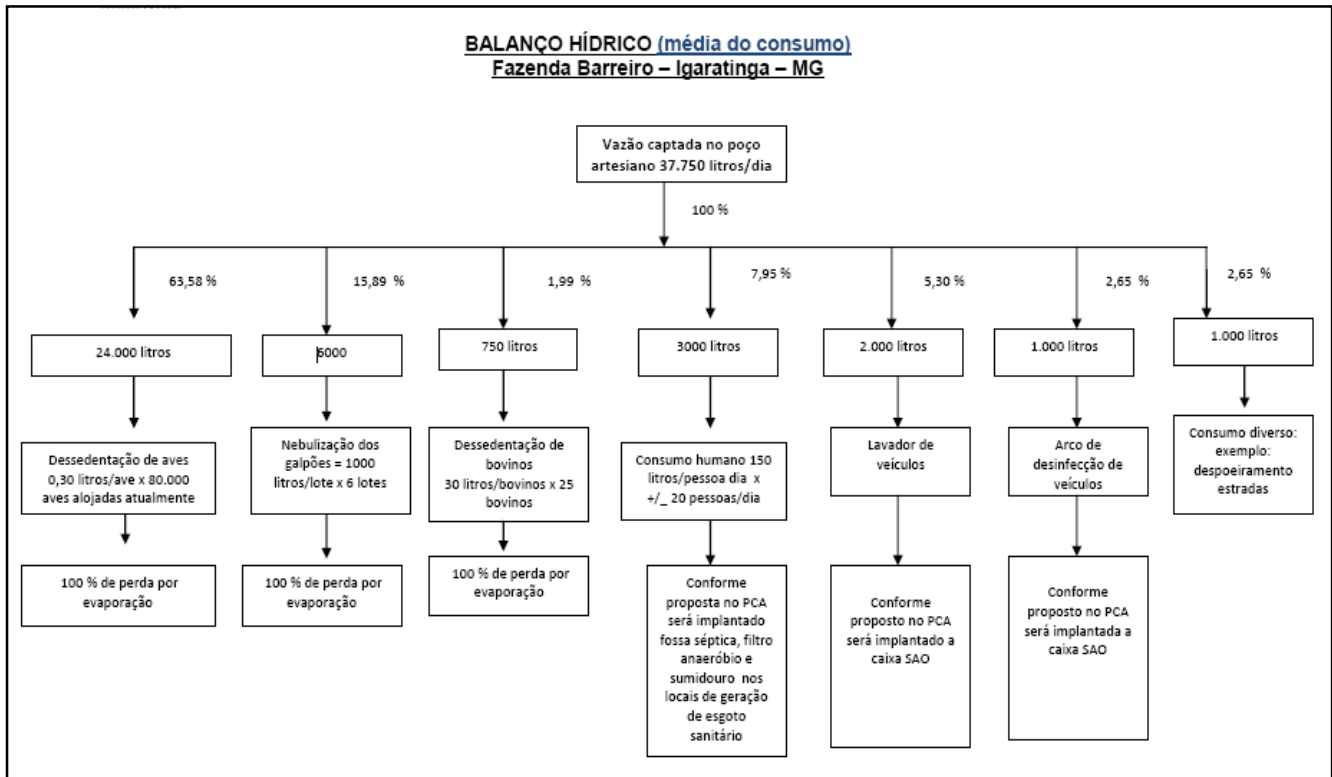 BALANÇO HÍDRICO (média do consumo)
Fazenda Barreiro – Igaratinga – MG
Vazão captada no poço
artesiano 37.750 litros/dia
100 %
63,58 %
15,89 %
1,99 %
7,95 %
5,30 %
2,65 %
2,65 %
24.000 litros
6000
750 litros
3000 litros
2.000 litros
1.000 litros
1.000 litros
Dessedentação de aves
0,30 litros/ave x 80.000
aves alojadas atualmente
Nebulização dos
galpões = 1000
litros/lote x 6 lotes
Dessedentação de
bovinos
30 litros/bovinos x 25
bovinos
Consumo humano 150
litros/pessoa dia x
+/_ 20 pessoas/dia
Lavador de
veículos
Arco de
desinfecção de
veículos
Consumo diverso:
exemplo:
despoeiramento
estradas
100 % de perda por
evaporação
100 % de perda por
evaporação
100 % de perda por
evaporação
Conforme
proposta no PCA
será implantado
fossa séptica, filtro
anaeróbio e
sumidouro nos
locais de geração
de esgoto
sanitário
Conforme
proposto no PCA
será implantado a
caixa SAO
Conforme
proposto no PCA
será implantada a
caixa SAO